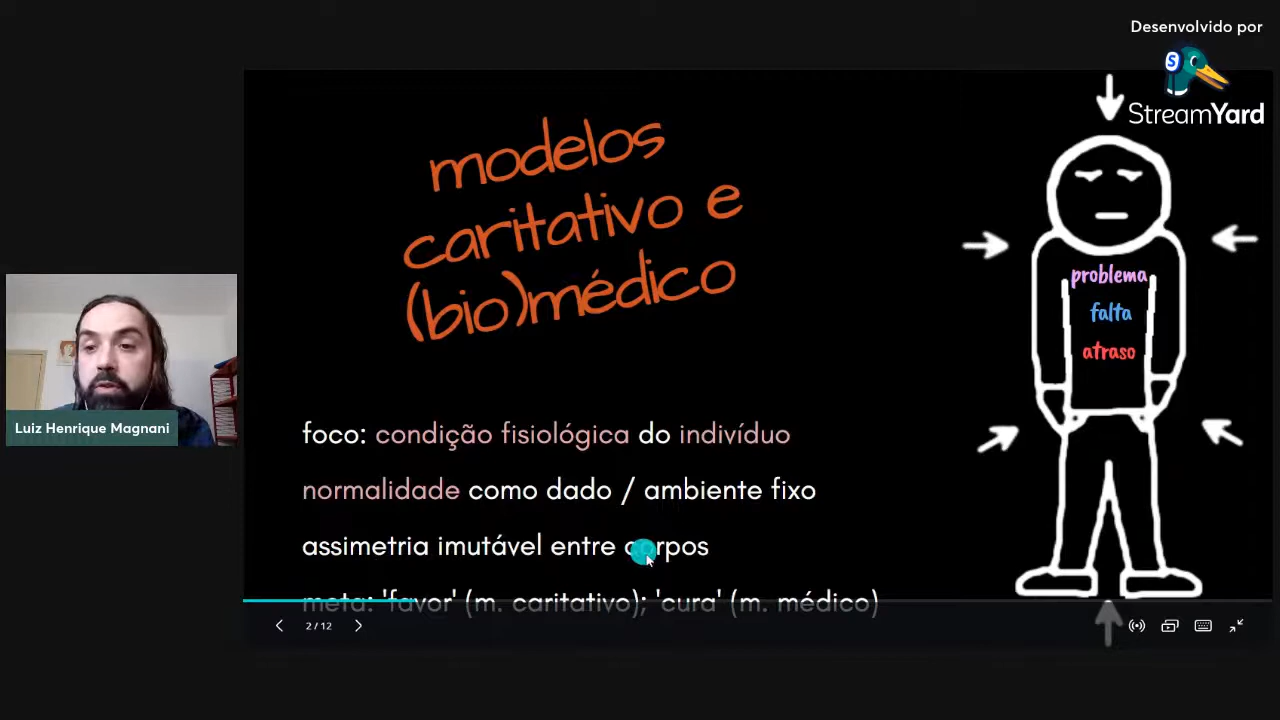 Desenvolvido por
S
StreamYard
modelos
caritativo e
(bio)médico
problema
falta
atraso
Luiz Henrique Magnani
foco: condição fisiológica do indivíduo
normalidade como dado / ambiente fixo
assimetria imutável entre corpos
meta: 'favor' (m. caritativo); 'cura' (m. médico)
2 / 12